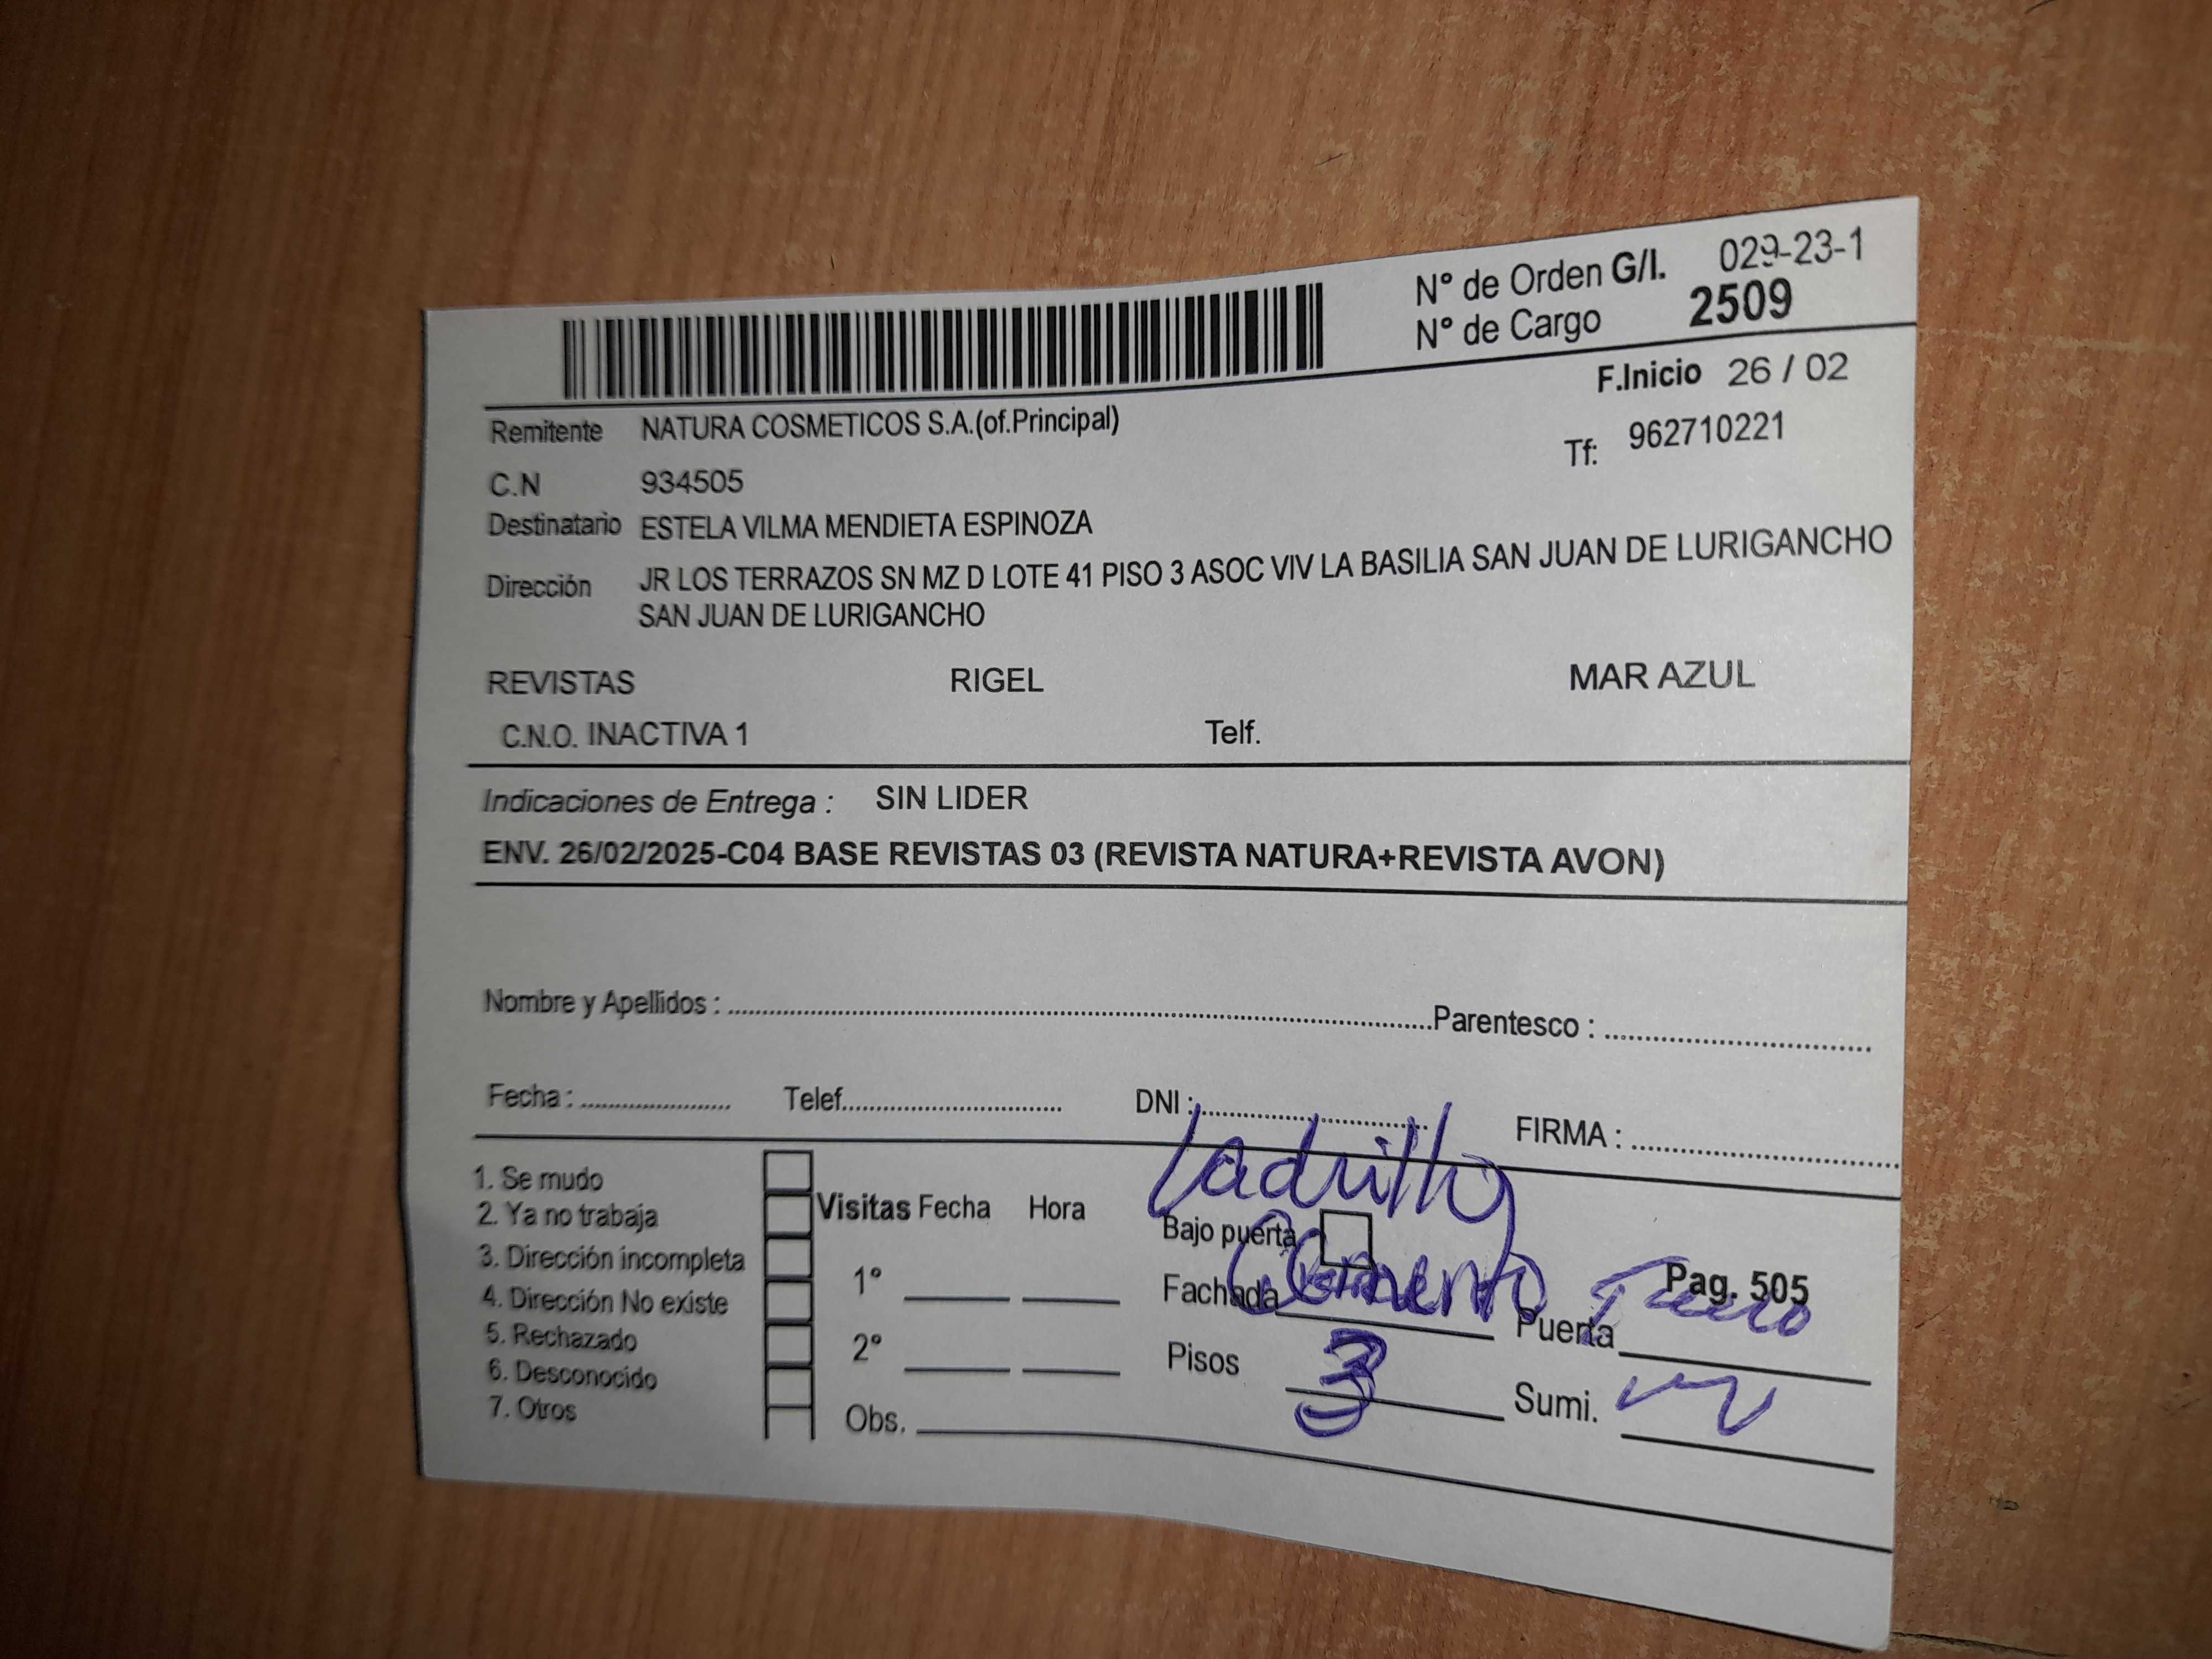 N° de Orden G/I. 029-23-1
N° de Cargo 2509
F.Inicio 26 / 02
Remitente NATURA COSMETICOS S.A.(of.Principal)
Tf: 962710221
C.N 934505
Destinatario ESTELA VILMA MENDIETA ESPINOZA
Dirección JR LOS TERRAZOS SN MZ D LOTE 41 PISO 3 ASOC VIV LA BASILIA SAN JUAN DE LURIGANCHO
SAN JUAN DE LURIGANCHO
REVISTAS RIGEL MAR AZUL
C.N.O. INACTIVA 1 Telf.
Indicaciones de Entrega : SIN LIDER
ENV. 26/02/2025-C04 BASE REVISTAS 03 (REVISTA NATURA+REVISTA AVON)
Nombre y Apellidos : Parentesco :
Fecha : Telef. DNI : FIRMA :
1. Se mudo
2. Ya no trabaja
3. Dirección incompleta
4. Dirección No existe
5. Rechazado
6. Desconocido
7. Otros
Visitas Fecha Hora
1°
2°
Obs.
Ladrillo
Bajo puerta
Fachada Cemento
Pag. 505
Puerta
Pisos 3
Sumi.